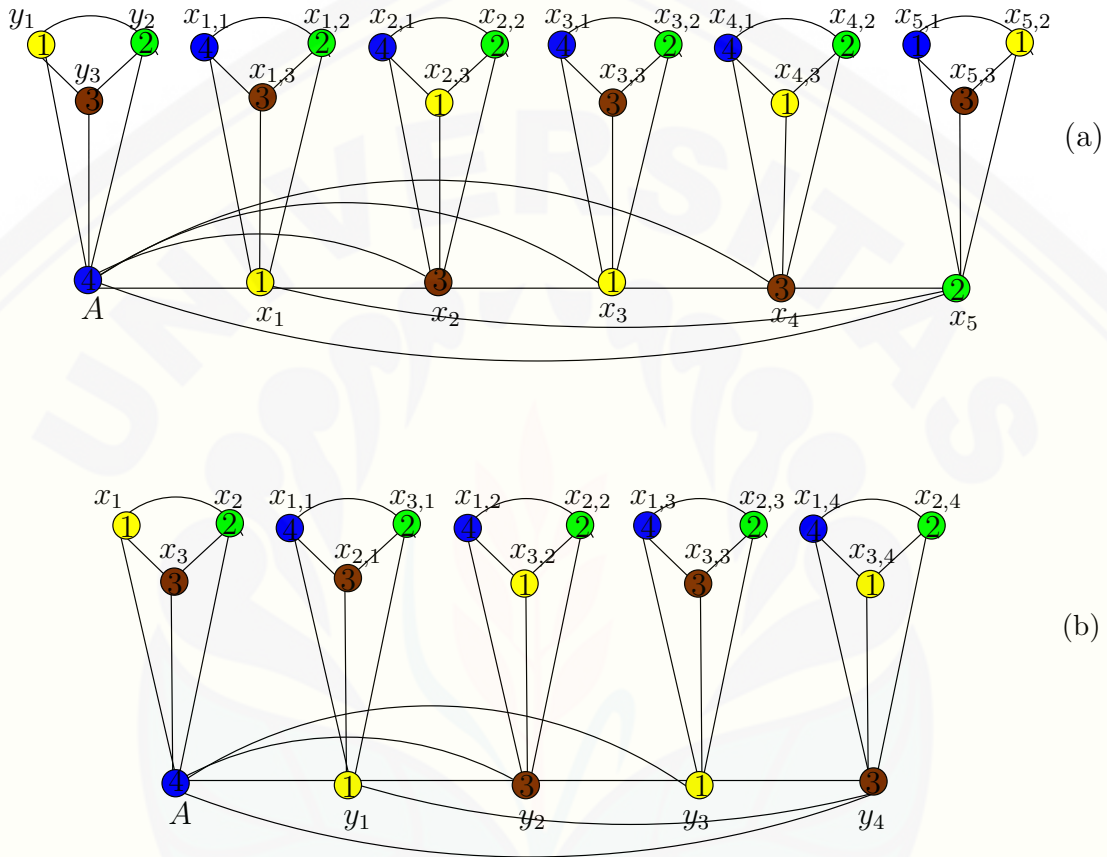 y₁ y₂ x₁,₁ x₁,₂ x₂,₁ x₂,₂ x₃,₁ x₃,₂ x₄,₁ x₄,₂ x₅,₁ x₅,₂
1 2 4 2 4 2 4 2 4 2 1 1
y₃ x₁,₃ x₂,₃ x₃,₃ x₄,₃ x₅,₃
3 3 1 3 1 3
(a)
4 1 3 1 3 2
A x₁ x₂ x₃ x₄ x₅
UNIVERSITAS
x₁ x₂ x₁,₁ x₃,₁ x₁,₂ x₂,₂ x₁,₃ x₂,₃ x₁,₄ x₂,₄
1 2 4 2 4 2 4 2 4 2
x₃ x₂,₁ x₃,₂ x₃,₃ x₃,₄
3 3 1 3 1
(b)
4 1 3 1 3
A y₁ y₂ y₃ y₄